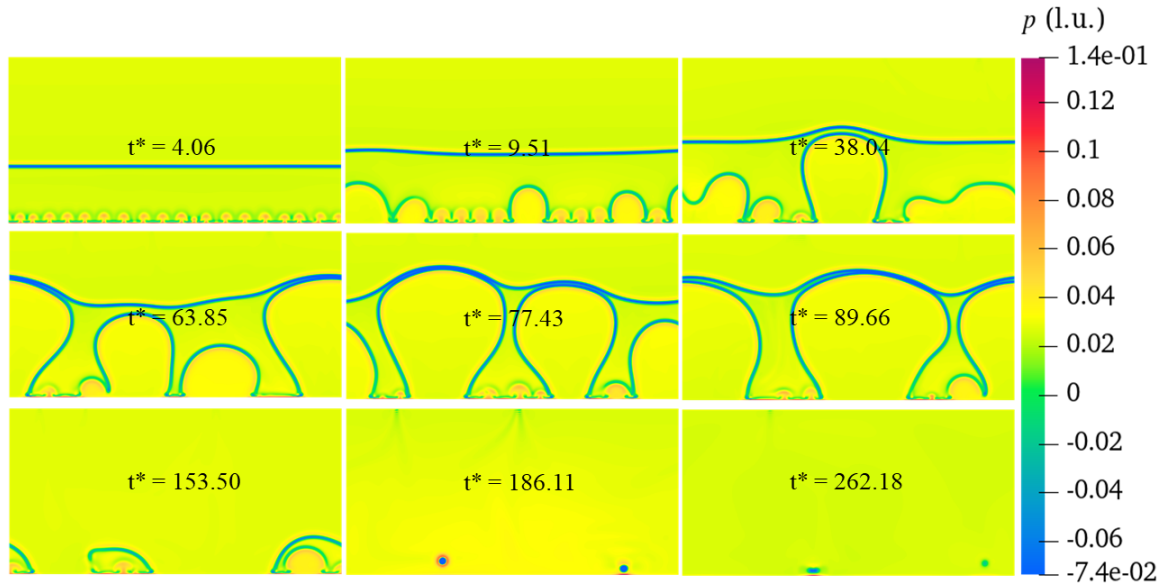 p (l.u.)
t* = 4.06
t* = 9.51
t* = 38.04
t* = 63.85
t* = 77.43
t* = 89.66
t* = 153.50
t* = 186.11
t* = 262.18
1.4e-01
0.12
0.1
0.08
0.06
0.04
0.02
0
-0.02
-0.04
-0.06
-7.4e-02